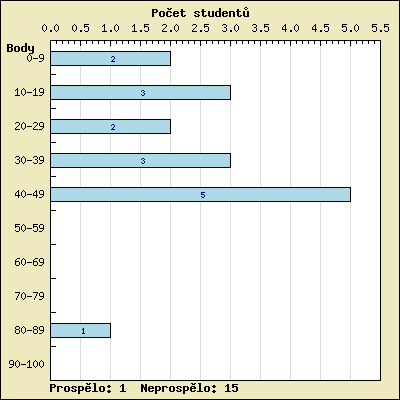 Počet studentů
0.0 0.5 1.0 1.5 2.0 2.5 3.0 3.5 4.0 4.5 5.0 5.5
Body
0-9 2
10-19 3
20-29 2
30-39 3
40-49 5
50-59
60-69
70-79
80-89 1
90-100
Prospělo: 1 Neprospělo: 15